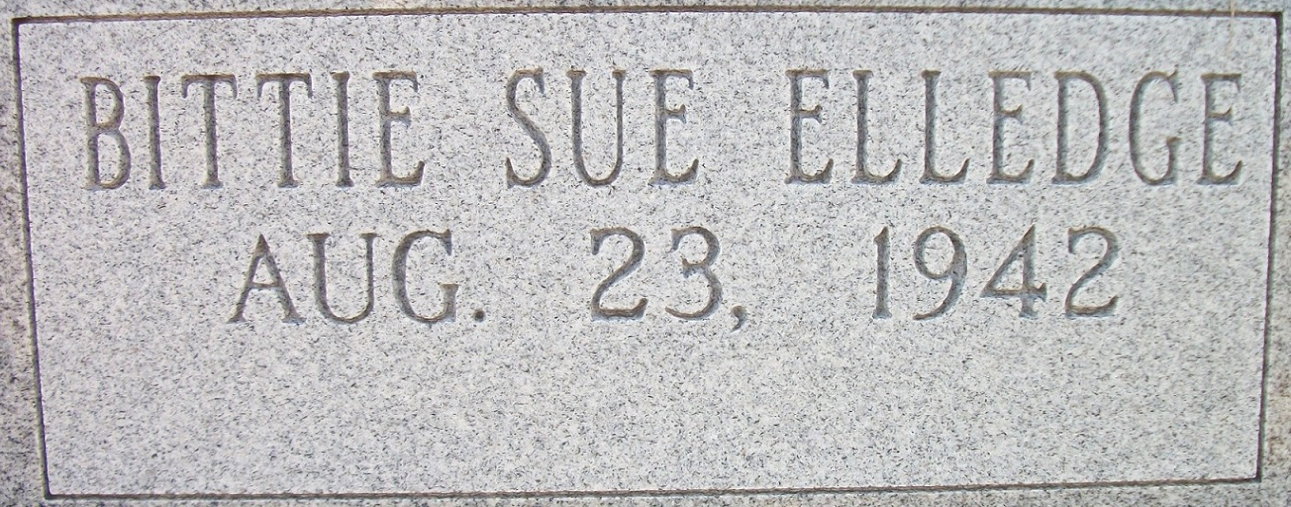 BITTIE SUE ELLEDGE
AUG. 23, 1942